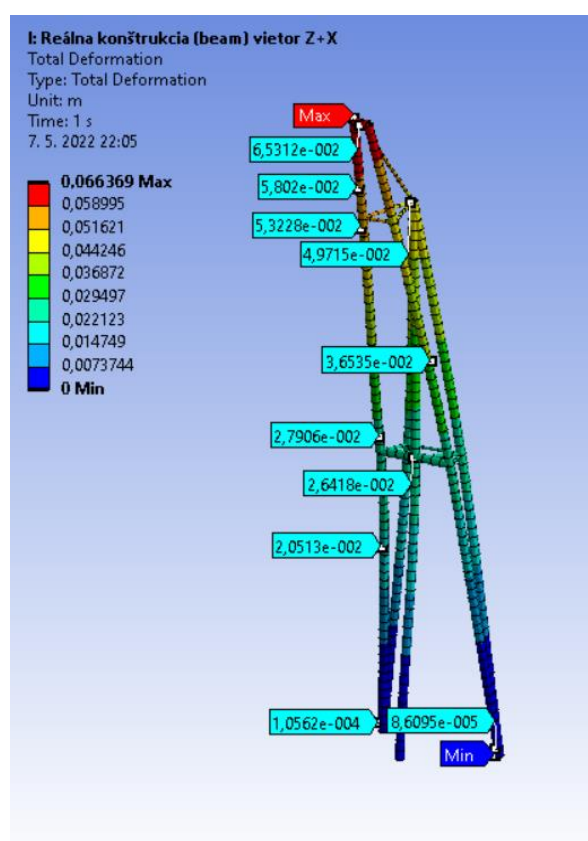 I: Reálna konštrukcia (beam) vietor Z+X
Total Deformation
Type: Total Deformation
Unit: m
Time: 1 s
7. 5. 2022 22:05
0,066369 Max
0,058995
0,051621
0,044246
0,036872
0,029497
0,022123
0,014749
0,0073744
0 Min
Max
6,5312e-002
5,802e-002
5,3228e-002
4,9715e-002
3,6535e-002
2,7906e-002
2,6418e-002
2,0513e-002
1,0562e-004
8,6095e-005
Min